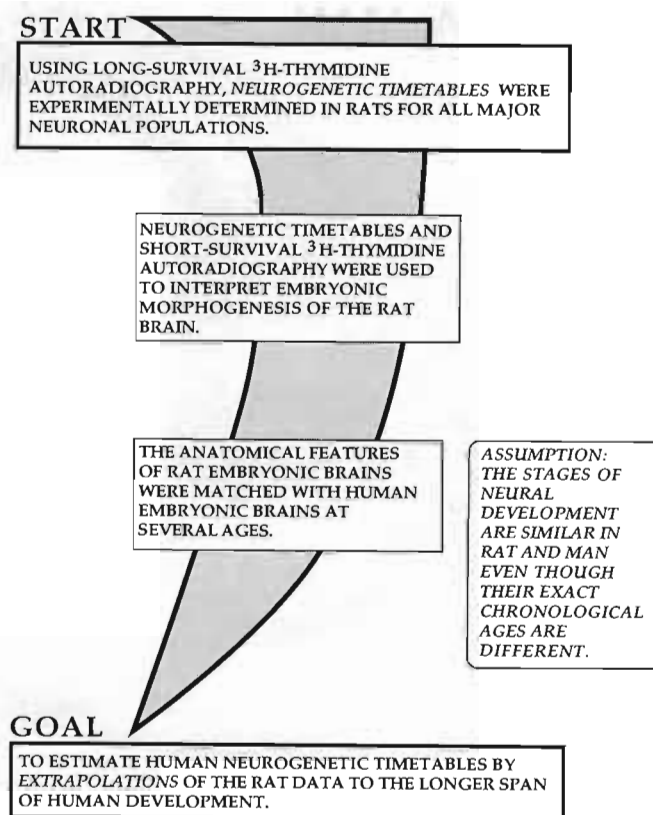 START
USING LONG-SURVIVAL ³H-THYMIDINE
AUTORADIOGRAPHY, NEUROGENETIC TIMETABLES WERE
EXPERIMENTALLY DETERMINED IN RATS FOR ALL MAJOR
NEURONAL POPULATIONS.
NEUROGENETIC TIMETABLES AND
SHORT-SURVIVAL ³H-THYMIDINE
AUTORADIOGRAPHY WERE USED
TO INTERPRET EMBRYONIC
MORPHOGENESIS OF THE RAT
BRAIN.
THE ANATOMICAL FEATURES
OF RAT EMBRYONIC BRAINS
WERE MATCHED WITH HUMAN
EMBRYONIC BRAINS AT
SEVERAL AGES.
ASSUMPTION:
THE STAGES OF
NEURAL
DEVELOPMENT
ARE SIMILAR IN
RAT AND MAN
EVEN THOUGH
THEIR EXACT
CHRONOLOGICAL
AGES ARE
DIFFERENT.
GOAL
TO ESTIMATE HUMAN NEUROGENETIC TIMETABLES BY
EXTRAPOLATIONS OF THE RAT DATA TO THE LONGER SPAN
OF HUMAN DEVELOPMENT.